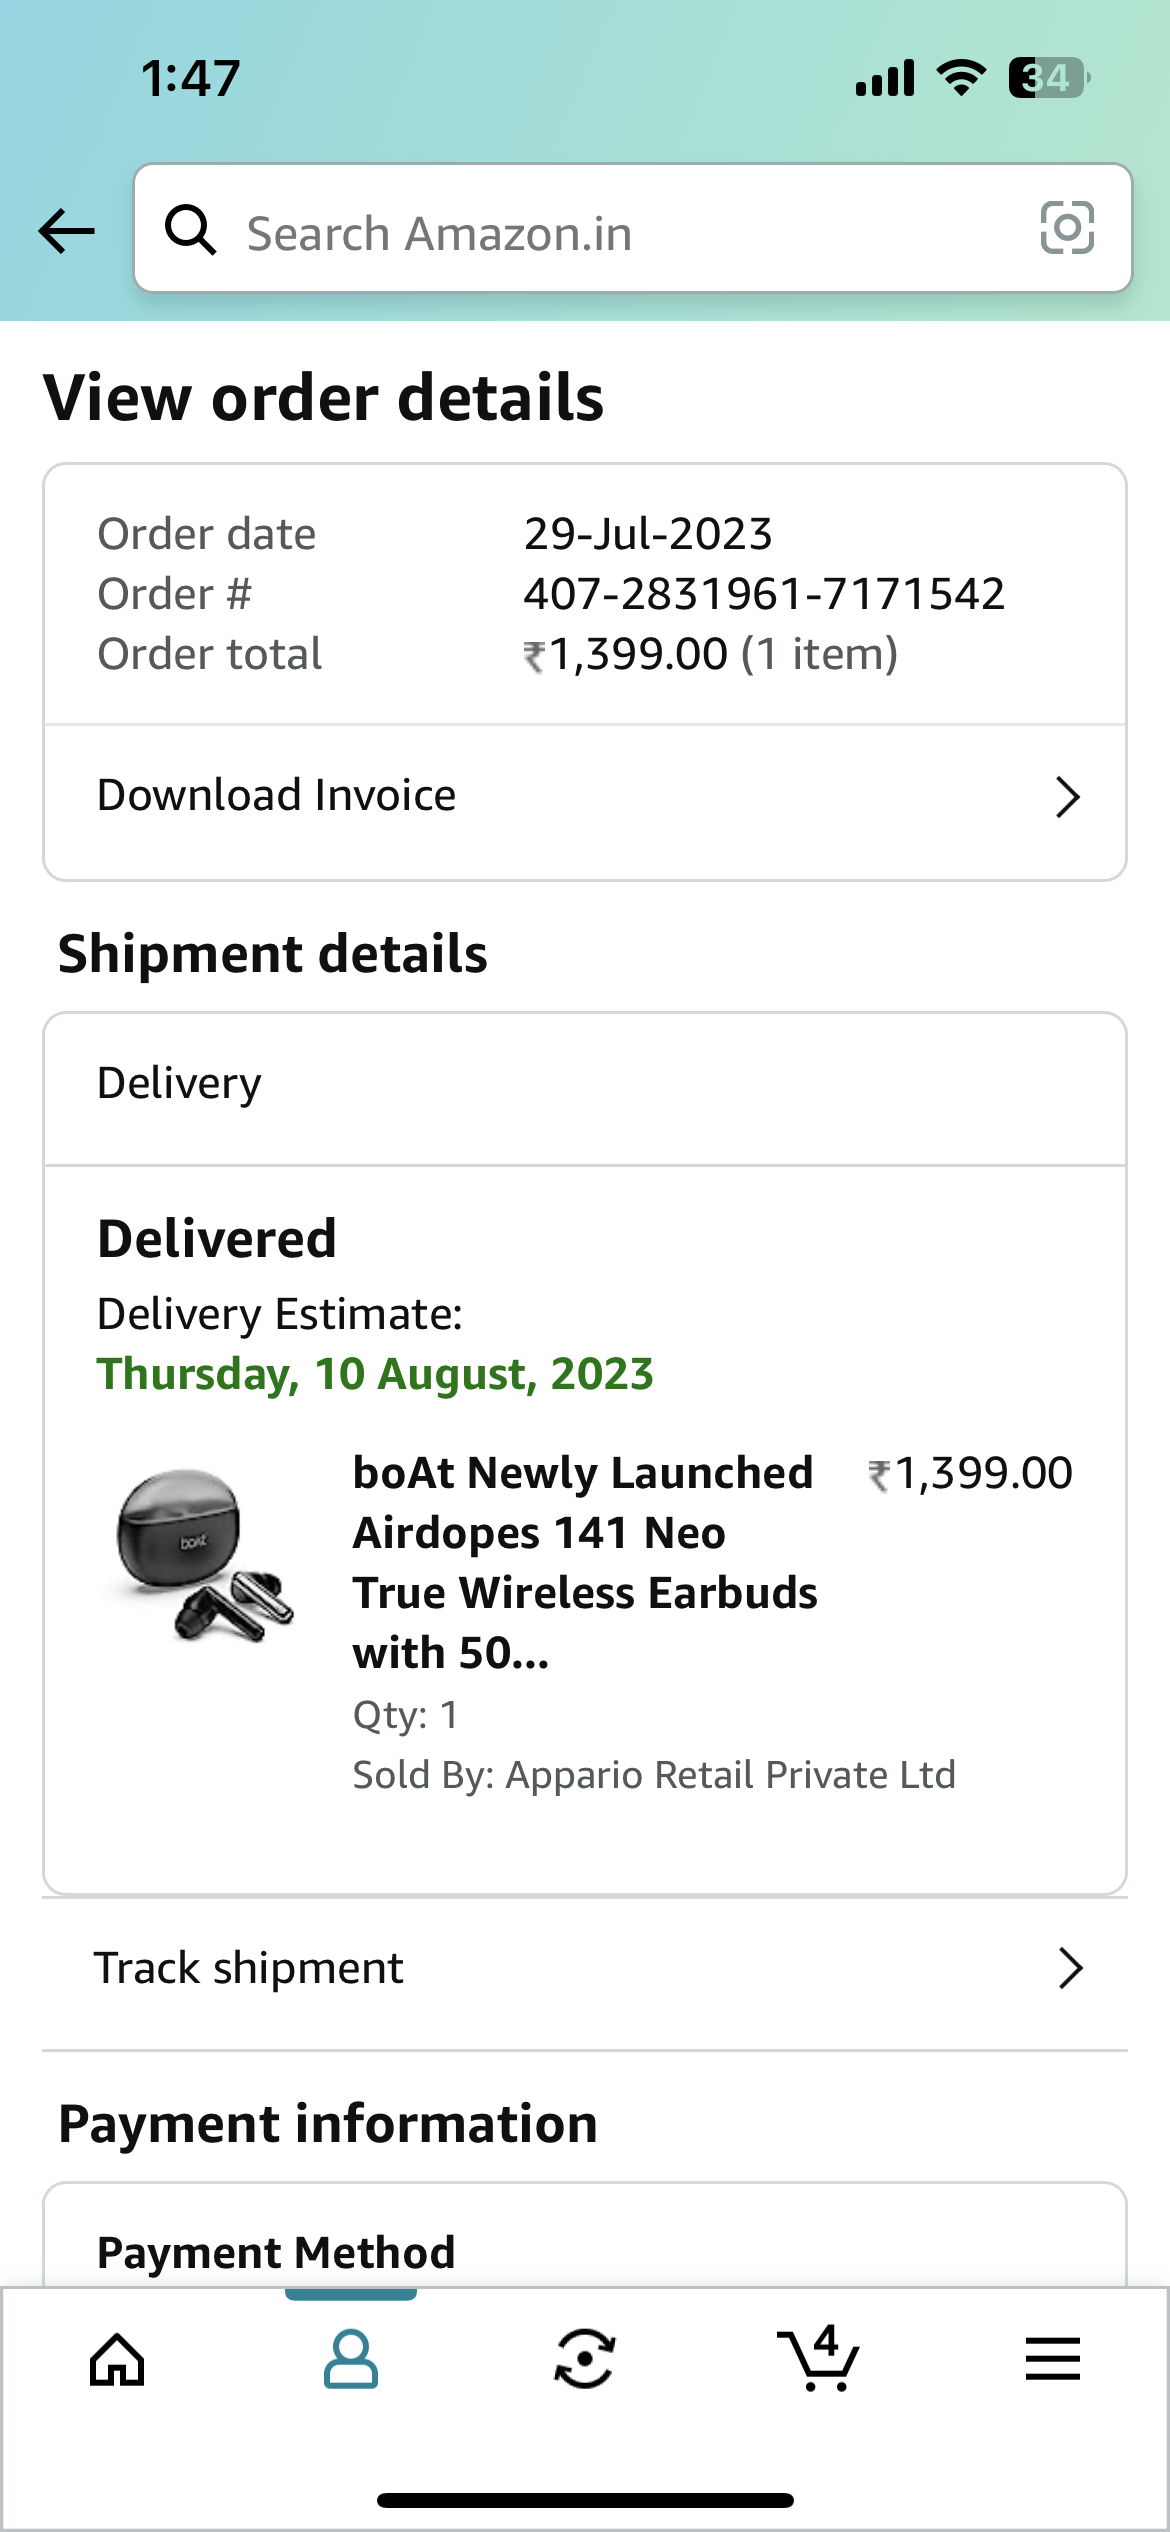 1:47
34
Search Amazon.in
View order details
Order date 29-Jul-2023
Order # 407-2831961-7171542
Order total ₹1,399.00 (1 item)
Download Invoice
Shipment details
Delivery
Delivered
Delivery Estimate:
Thursday, 10 August, 2023
boAt
boAt Newly Launched ₹1,399.00
Airdopes 141 Neo
True Wireless Earbuds
with 50...
Qty: 1
Sold By: Appario Retail Private Ltd
Track shipment
Payment information
Payment Method
4